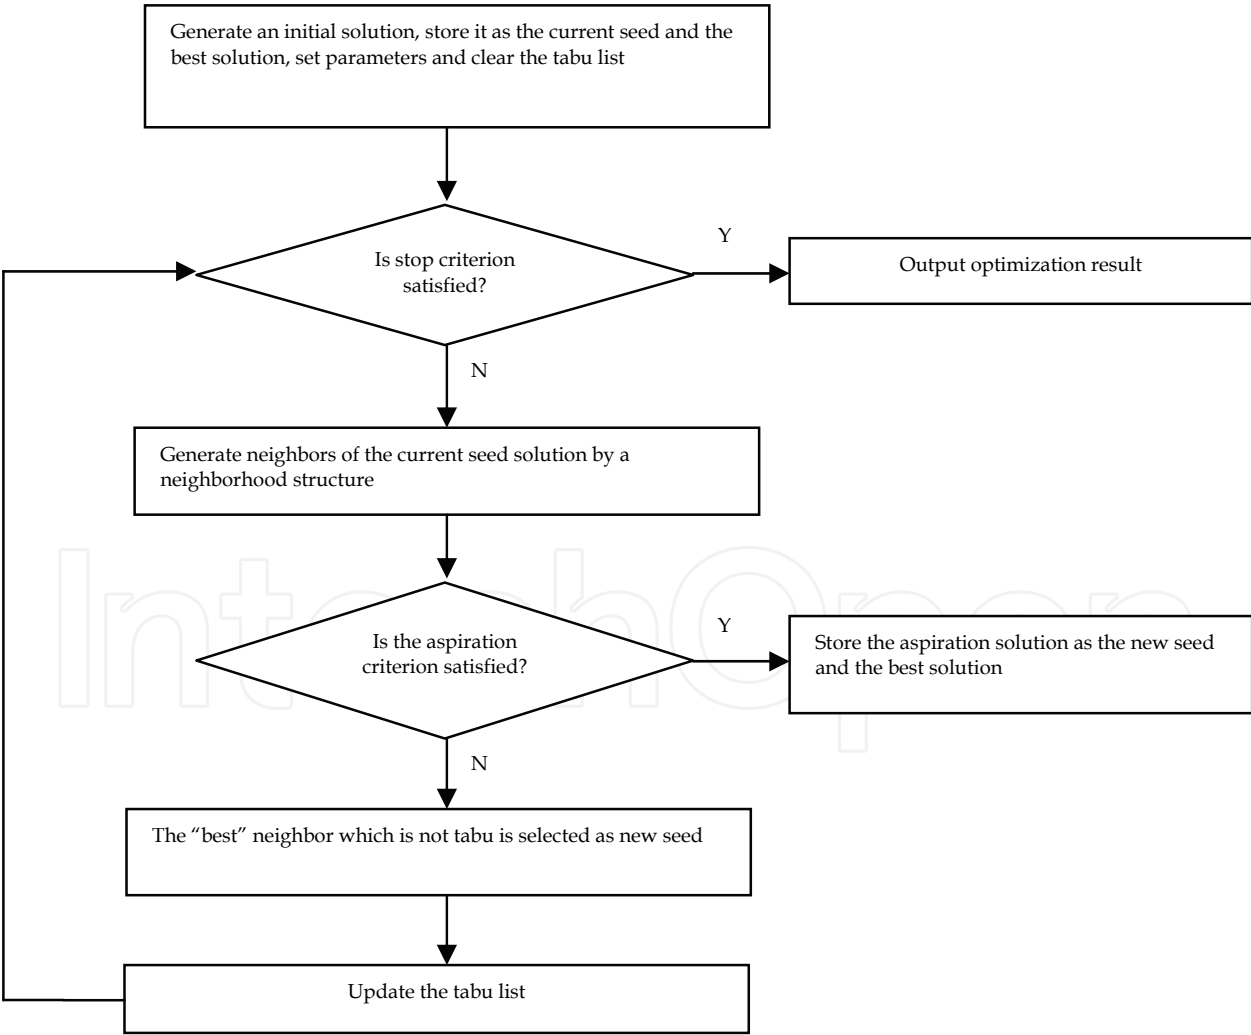 Generate an initial solution, store it as the current seed and the
best solution, set parameters and clear the tabu list
Is stop criterion
satisfied?
Y
Output optimization result
N
Generate neighbors of the current seed solution by a
neighborhood structure
IntechOpen
Is the aspiration
criterion satisfied?
Y
Store the aspiration solution as the new seed
and the best solution
N
The “best” neighbor which is not tabu is selected as new seed
Update the tabu list